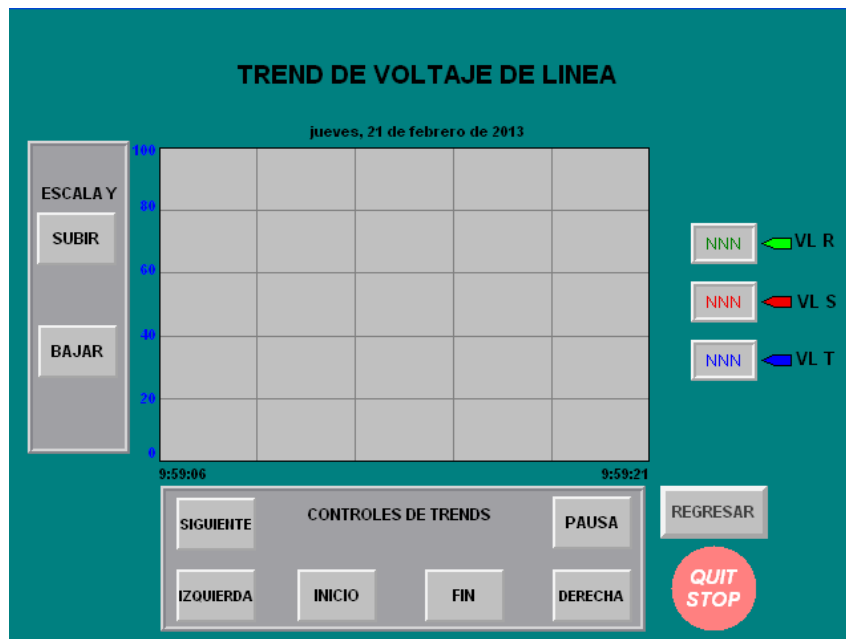 TREND DE VOLTAJE DE LINEA
jueves, 21 de febrero de 2013
ESCALA Y
SUBIR
BAJAR
100
80
60
40
20
0
9:59:06
9:59:21
NNN
VL R
NNN
VL S
NNN
VL T
SIGUIENTE
CONTROLES DE TRENDS
PAUSA
IZQUIERDA
INICIO
FIN
DERECHA
REGRESAR
QUIT
STOP